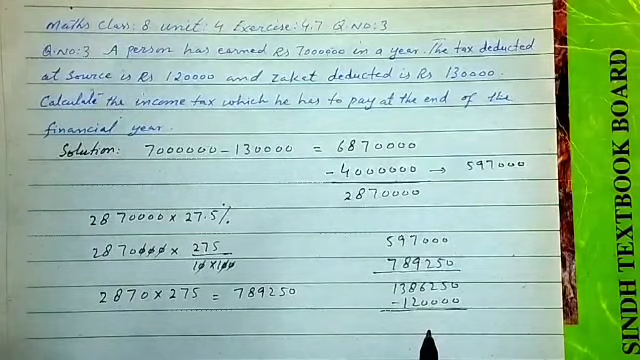 Maths Class: 8 unit: 4 Exercise: 4.7 Q.NO: 3
Q.NO:3 A person has earned Rs 7000000 in a year. The tax deducted
at source is Rs 120000 and Zaket deducted is Rs 130000.
Calculate the income tax which he has to pay at the end of the
financial year.
Solution: 7000000 - 130000 = 6870000
- 4000000 → 597000
2870000
2870000 x 27.5%
2870000 x 275
10 x 100
597000
789250
2870 x 275 = 789250
1386250
- 120000
SINDH TEXTBOOK BOARD